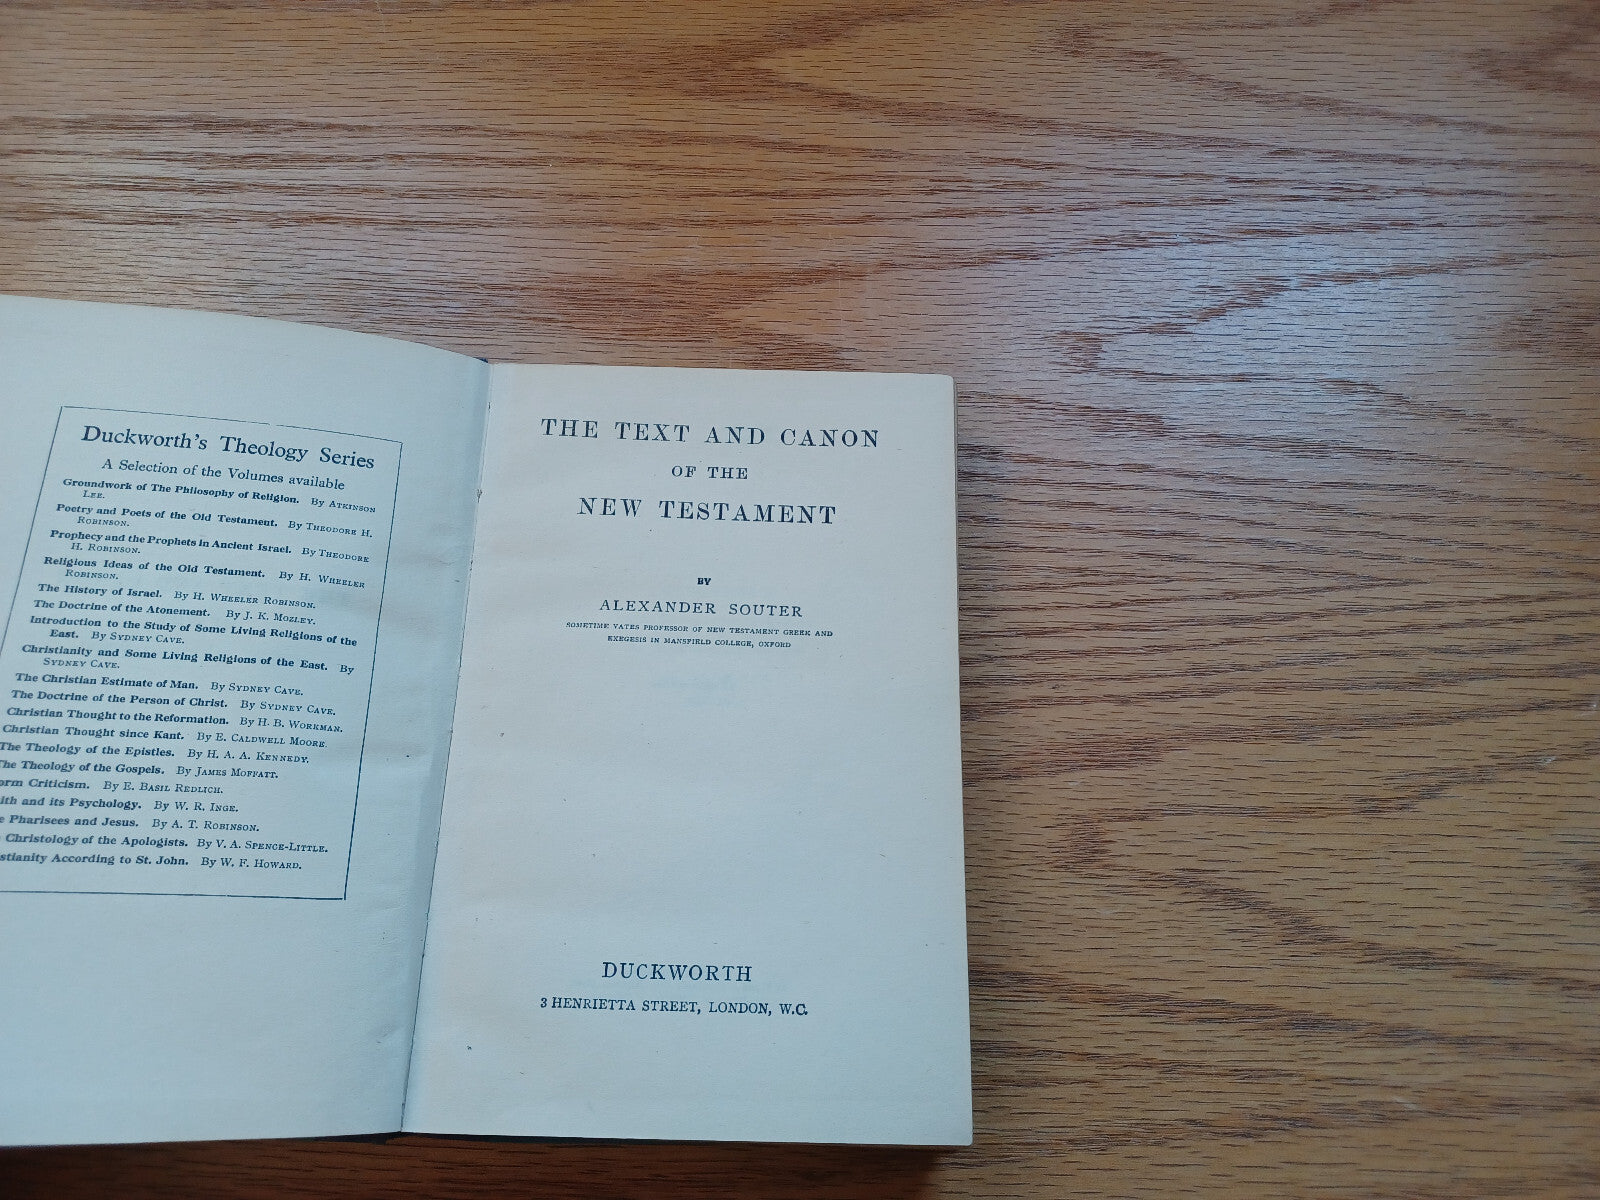 Duckworth's Theology Series
A Selection of the Volumes available
Groundwork of The Philosophy of Religion. By ATKINSON
LEE.
Poetry and Poets of the Old Testament. By THEODORE H.
ROBINSON.
Prophecy and the Prophets in Ancient Israel. By THEODORE
H. ROBINSON.
Religious Ideas of the Old Testament. By H. WHEELER
ROBINSON.
The History of Israel. By H. WHEELER ROBINSON.
The Doctrine of the Atonement. By J. K. MOZLEY.
Introduction to the Study of Some Living Religions of the
East. By SYDNEY CAVE.
Christianity and Some Living Religions of the East. By
SYDNEY CAVE.
The Christian Estimate of Man. By SYDNEY CAVE.
The Doctrine of the Person of Christ. By SYDNEY CAVE.
Christian Thought to the Reformation. By H. B. WORKMAN.
Christian Thought since Kant. By E. CALDWELL MOORE.
The Theology of the Epistles. By H. A. A. KENNEDY.
The Theology of the Gospels. By JAMES MOFFATT.
orm Criticism. By E. BASIL REDLICH.
ith and its Psychology. By W. R. INGE.
e Pharisees and Jesus. By A. T. ROBINSON.
Christology of the Apologists. By V. A. SPENCE-LITTLE.
stianity According to St. John. By W. F. HOWARD.
THE TEXT AND CANON
OF THE
NEW TESTAMENT
BY
ALEXANDER SOUTER
SOMETIME YATES PROFESSOR OF NEW TESTAMENT GREEK AND
EXEGESIS IN MANSFIELD COLLEGE, OXFORD
DUCKWORTH
3 HENRIETTA STREET, LONDON, W.C.